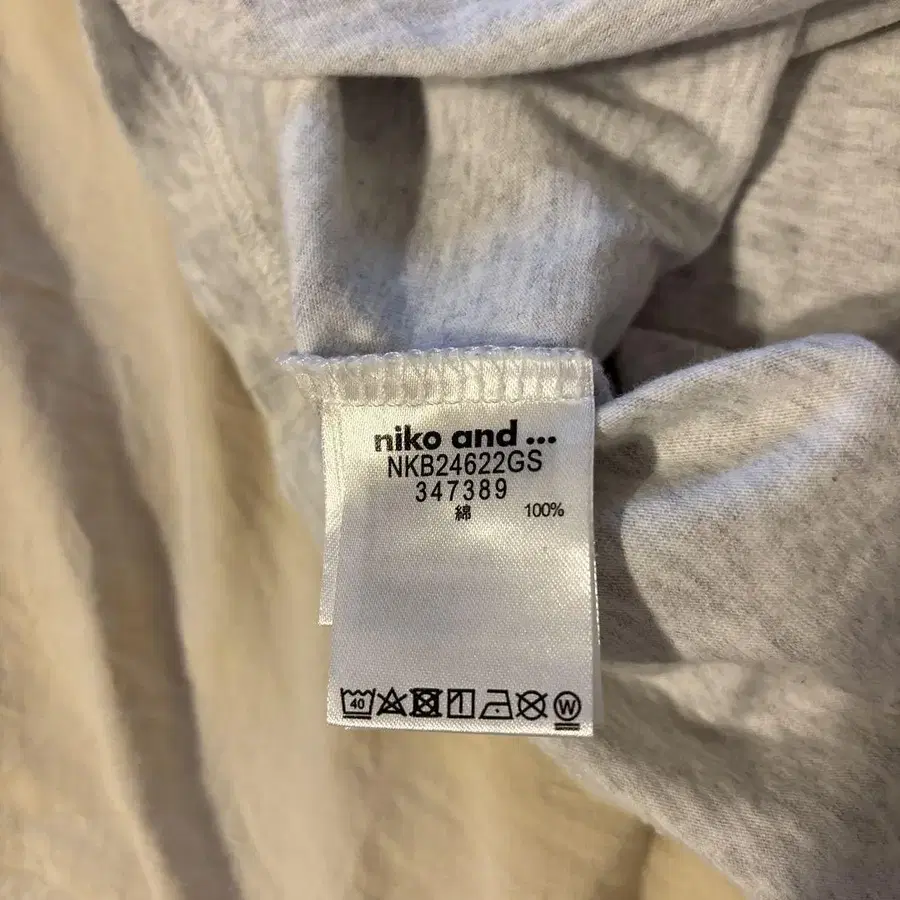 niko and ...
NKB24622GS
347389
綿 100%
40 W